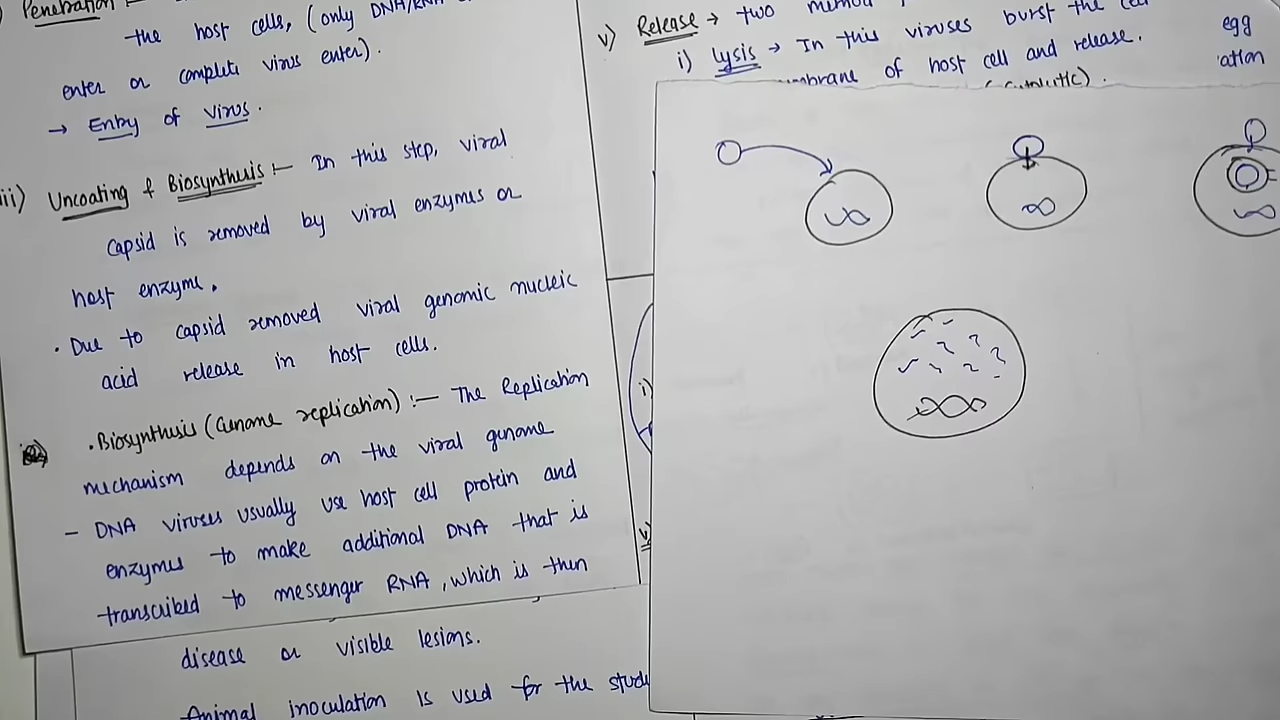 Penetration :-
the host cells, (only DNA/RNA
enter or complete virus enter).
→ Entry of virus.
iii) Uncoating & Biosynthesis :- In this step, viral
capsid is removed by viral enzymes or
host enzyme.
. Due to capsid removed viral genomic nucleic
acid release in host cells.
. Biosynthesis (Genome replication) :- The Replication
mechanism depends on the viral genome
- DNA viruses usually use host cell protein and
enzymes to make additional DNA that is
transcribed to messenger RNA, which is then
disease or visible lesions.
Animal inoculation is used for the
v) Release → two
i) Lysis → In this viruses burst the
of host cell and release.
egg
i)
v)